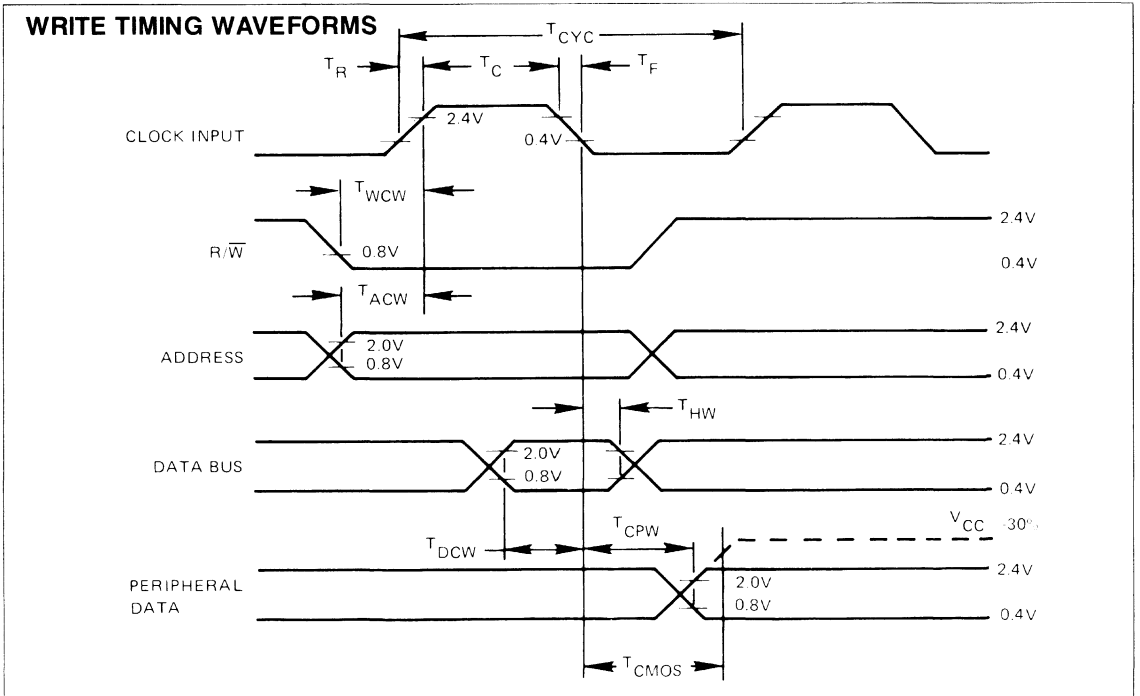 WRITE TIMING WAVEFORMS
TCYC
TR
TC
TF
CLOCK INPUT
2.4V
0.4V
TWCW
R/W̅
0.8V
2.4V
0.4V
TACW
ADDRESS
2.0V
0.8V
2.4V
0.4V
THW
DATA BUS
2.0V
0.8V
2.4V
0.4V
TDCW
TCPW
VCC -30%
PERIPHERAL
DATA
2.0V
0.8V
2.4V
0.4V
TCMOS